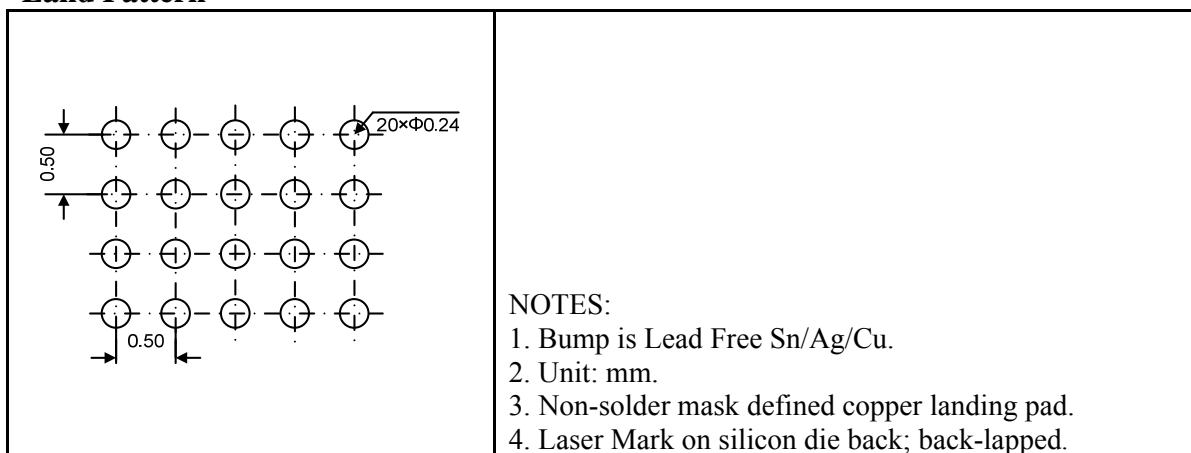 Land Pattern
20×Φ0.24
0.50
0.50
NOTES:
1. Bump is Lead Free Sn/Ag/Cu.
2. Unit: mm.
3. Non-solder mask defined copper landing pad.
4. Laser Mark on silicon die back; back-lapped.